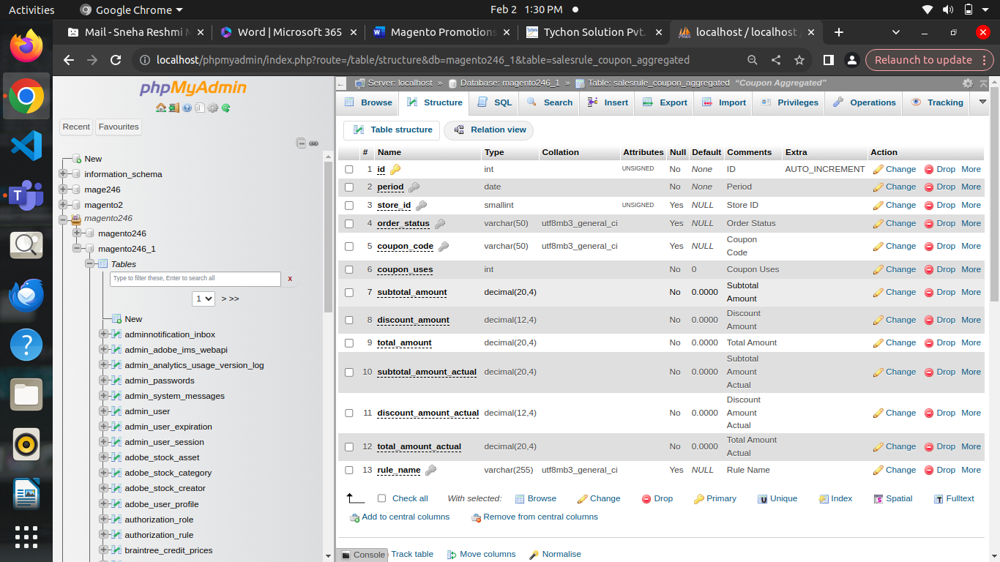 Activities Google Chrome Feb 2 1:30 PM
Mail - Sneha Reshmi M Word | Microsoft 365 Magento Promotions Tychon Solution Pvt. localhost / localhost /
localhost/phpmyadmin/index.php?route=/table/structure&db=magento246_1&table=salesrule_coupon_aggregated Relaunch to update
phpMyAdmin
Recent Favourites
New
information_schema
mage246
magento2
magento246
magento246
magento246_1
Tables
Type to filter these, Enter to search all x
1 > >>
New
adminnotification_inbox
admin_adobe_ims_webapi
admin_analytics_usage_version_log
admin_passwords
admin_system_messages
admin_user
admin_user_expiration
admin_user_session
adobe_stock_asset
adobe_stock_category
adobe_stock_creator
adobe_user_profile
authorization_role
authorization_rule
braintree_credit_prices
Server: localhost » Database: magento246_1 » Table: salesrule_coupon_aggregated “Coupon Aggregated”
Browse Structure SQL Search Insert Export Import Privileges Operations Tracking
Table structure Relation view
# Name Type Collation Attributes Null Default Comments Extra Action
1 id int UNSIGNED No None ID AUTO_INCREMENT Change Drop More
2 period date No None Period Change Drop More
3 store_id smallint UNSIGNED Yes NULL Store ID Change Drop More
4 order_status varchar(50) utf8mb3_general_ci Yes NULL Order Status Change Drop More
5 coupon_code varchar(50) utf8mb3_general_ci Yes NULL Coupon Code Change Drop More
6 coupon_uses int No 0 Coupon Uses Change Drop More
7 subtotal_amount decimal(20,4) No 0.0000 Subtotal Amount Change Drop More
8 discount_amount decimal(12,4) No 0.0000 Discount Amount Change Drop More
9 total_amount decimal(20,4) No 0.0000 Total Amount Change Drop More
10 subtotal_amount_actual decimal(20,4) No 0.0000 Subtotal Amount Actual Change Drop More
11 discount_amount_actual decimal(12,4) No 0.0000 Discount Amount Actual Change Drop More
12 total_amount_actual decimal(20,4) No 0.0000 Total Amount Actual Change Drop More
13 rule_name varchar(255) utf8mb3_general_ci Yes NULL Rule Name Change Drop More
Check all With selected: Browse Change Drop Primary Unique Index Spatial Fulltext
Add to central columns Remove from central columns
Console Track table Move columns Normalise